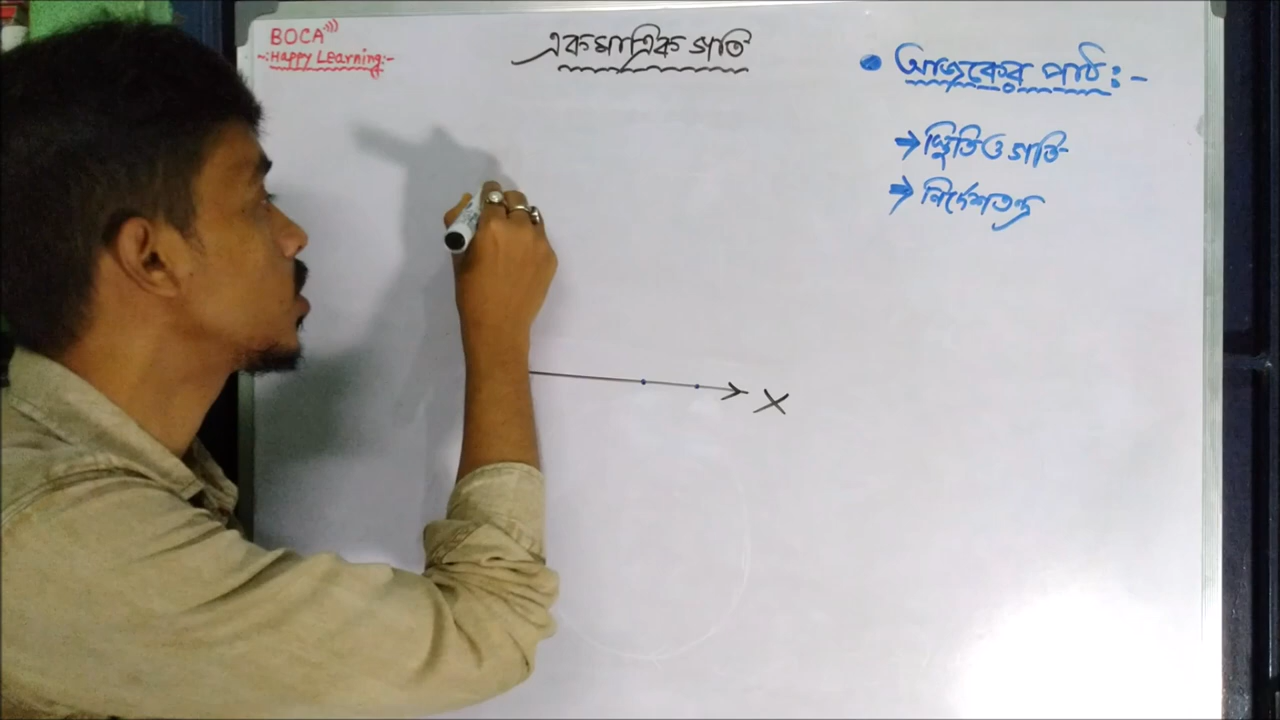 BOCA
-:Happy Learning:-
একমাত্রিক গতি
• আজকের পাঠ :-
→ স্থিতি ও গতি
→ নির্দেশতন্ত্র
X